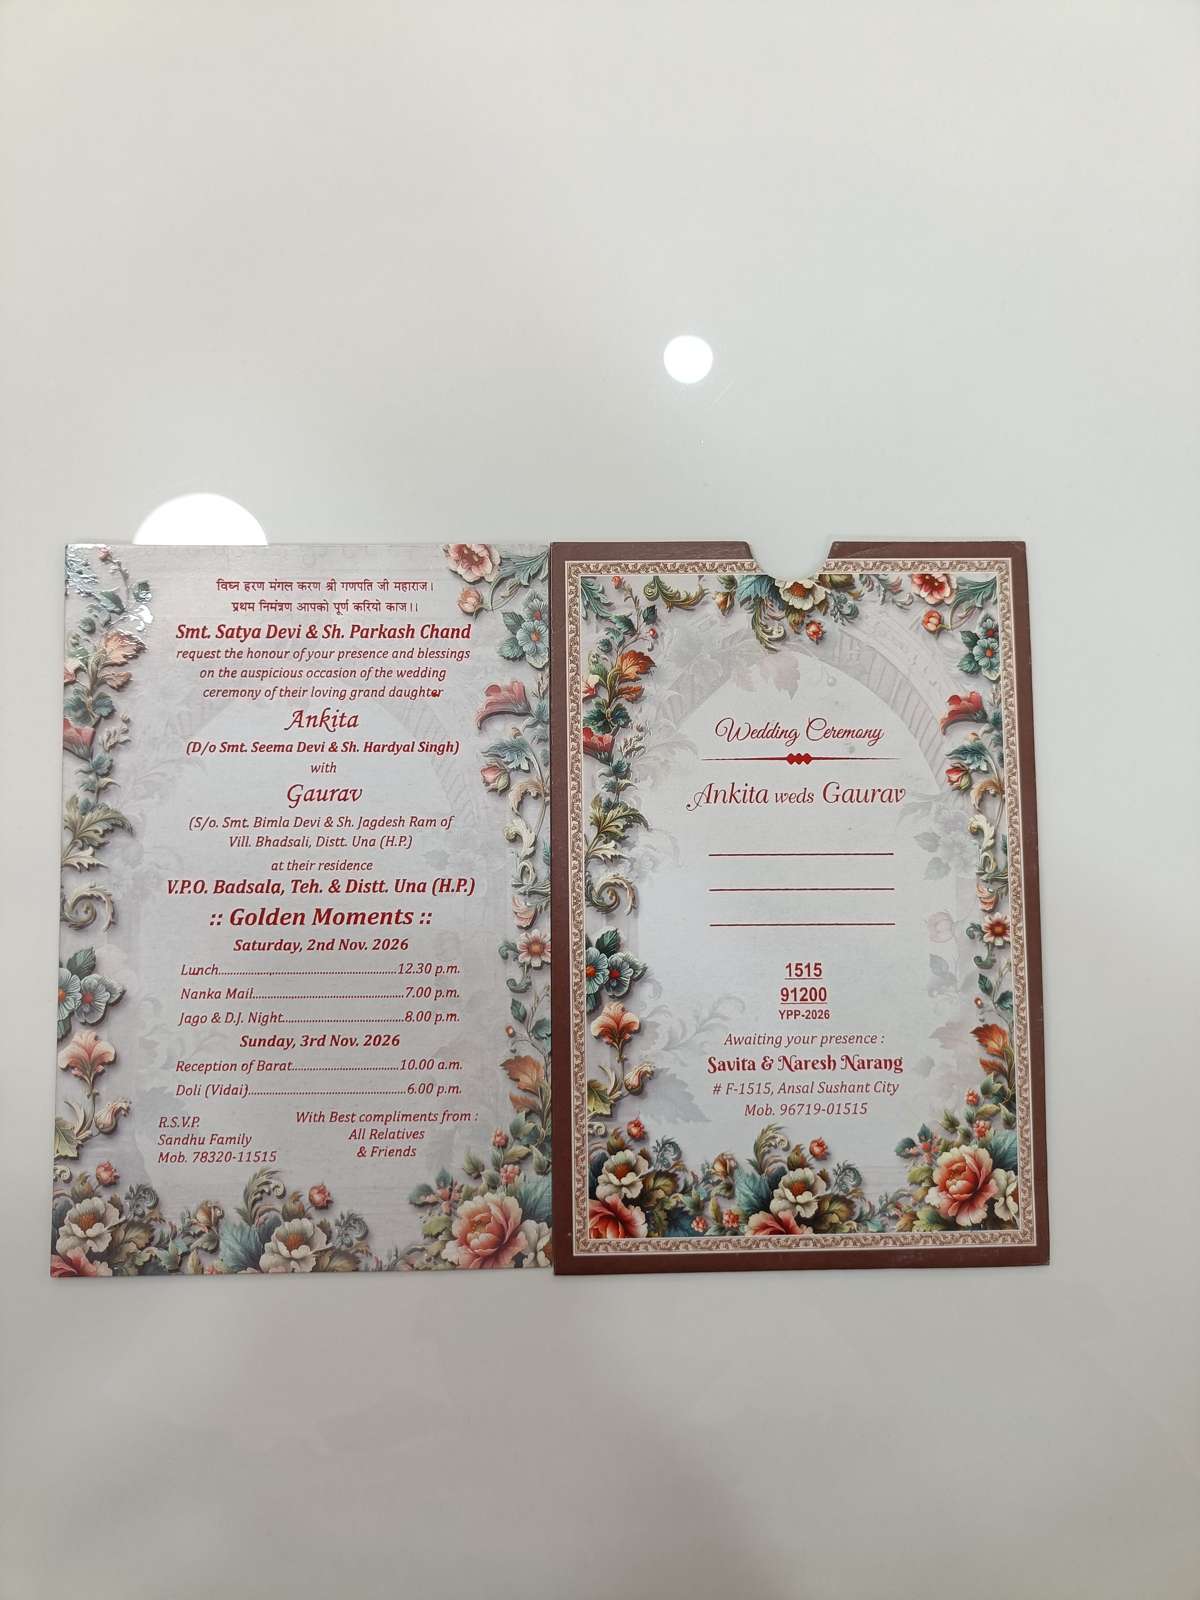 विघ्न हरण मंगल करण श्री गणपति जी महाराज।
प्रथम निमंत्रण आपको पूर्ण करियो काज।।
Smt. Satya Devi & Sh. Parkash Chand
request the honour of your presence and blessings
on the auspicious occasion of the wedding
ceremony of their loving grand daughter
Ankita
(D/o Smt. Seema Devi & Sh. Hardyal Singh)
with
Gaurav
(S/o. Smt. Bimla Devi & Sh. Jagdesh Ram of
Vill. Bhadsali, Distt. Una (H.P.)
at their residence
V.P.O. Badsala, Teh. & Distt. Una (H.P.)
:: Golden Moments ::
Saturday, 2nd Nov. 2026
Lunch............................................................12.30 p.m.
Nanka Mail...................................................7.00 p.m.
Jago & D.J. Night.........................................8.00 p.m.
Sunday, 3rd Nov. 2026
Reception of Barat....................................10.00 a.m.
Doli (Vidai).....................................................6.00 p.m.
R.S.V.P.
Sandhu Family
Mob. 78320-11515
With Best compliments from :
All Relatives
& Friends
Wedding Ceremony
Ankita weds Gaurav
1515
91200
YPP-2026
Awaiting your presence :
Savita & Naresh Narang
# F-1515, Ansal Sushant City
Mob. 96719-01515